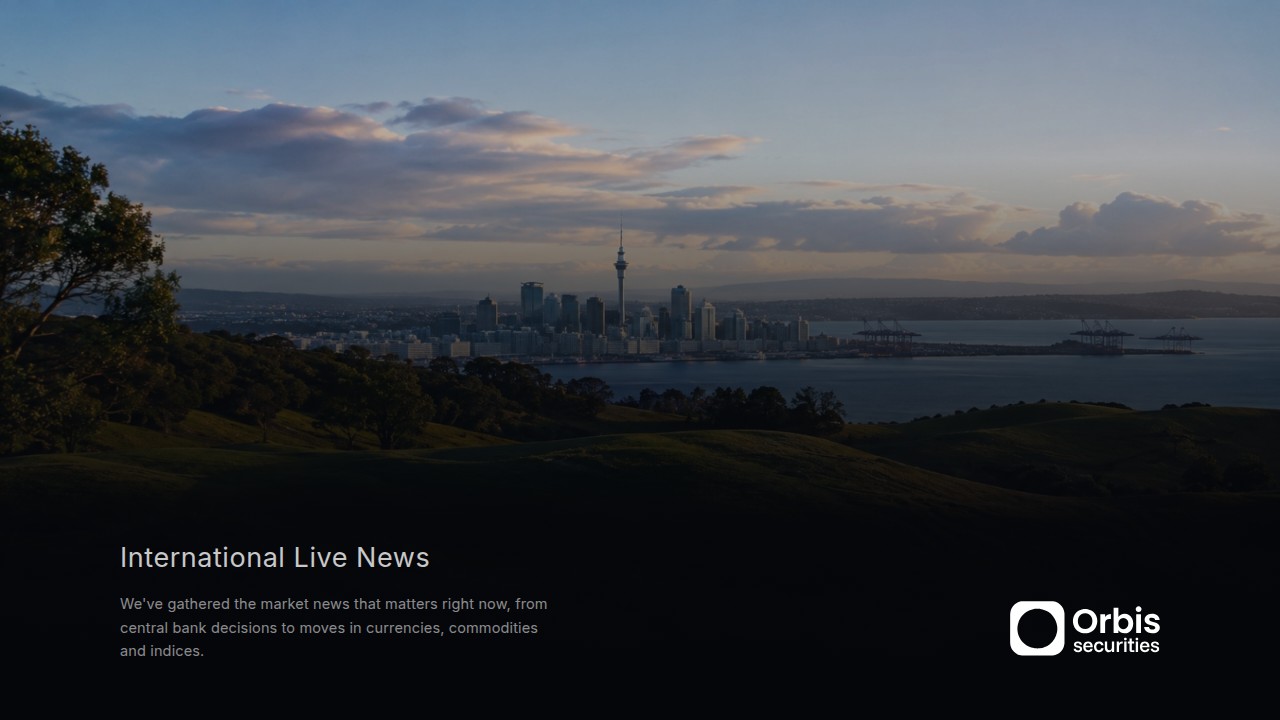 International Live News
We've gathered the market news that matters right now, from
central bank decisions to moves in currencies, commodities
and indices.
Orbis
securities